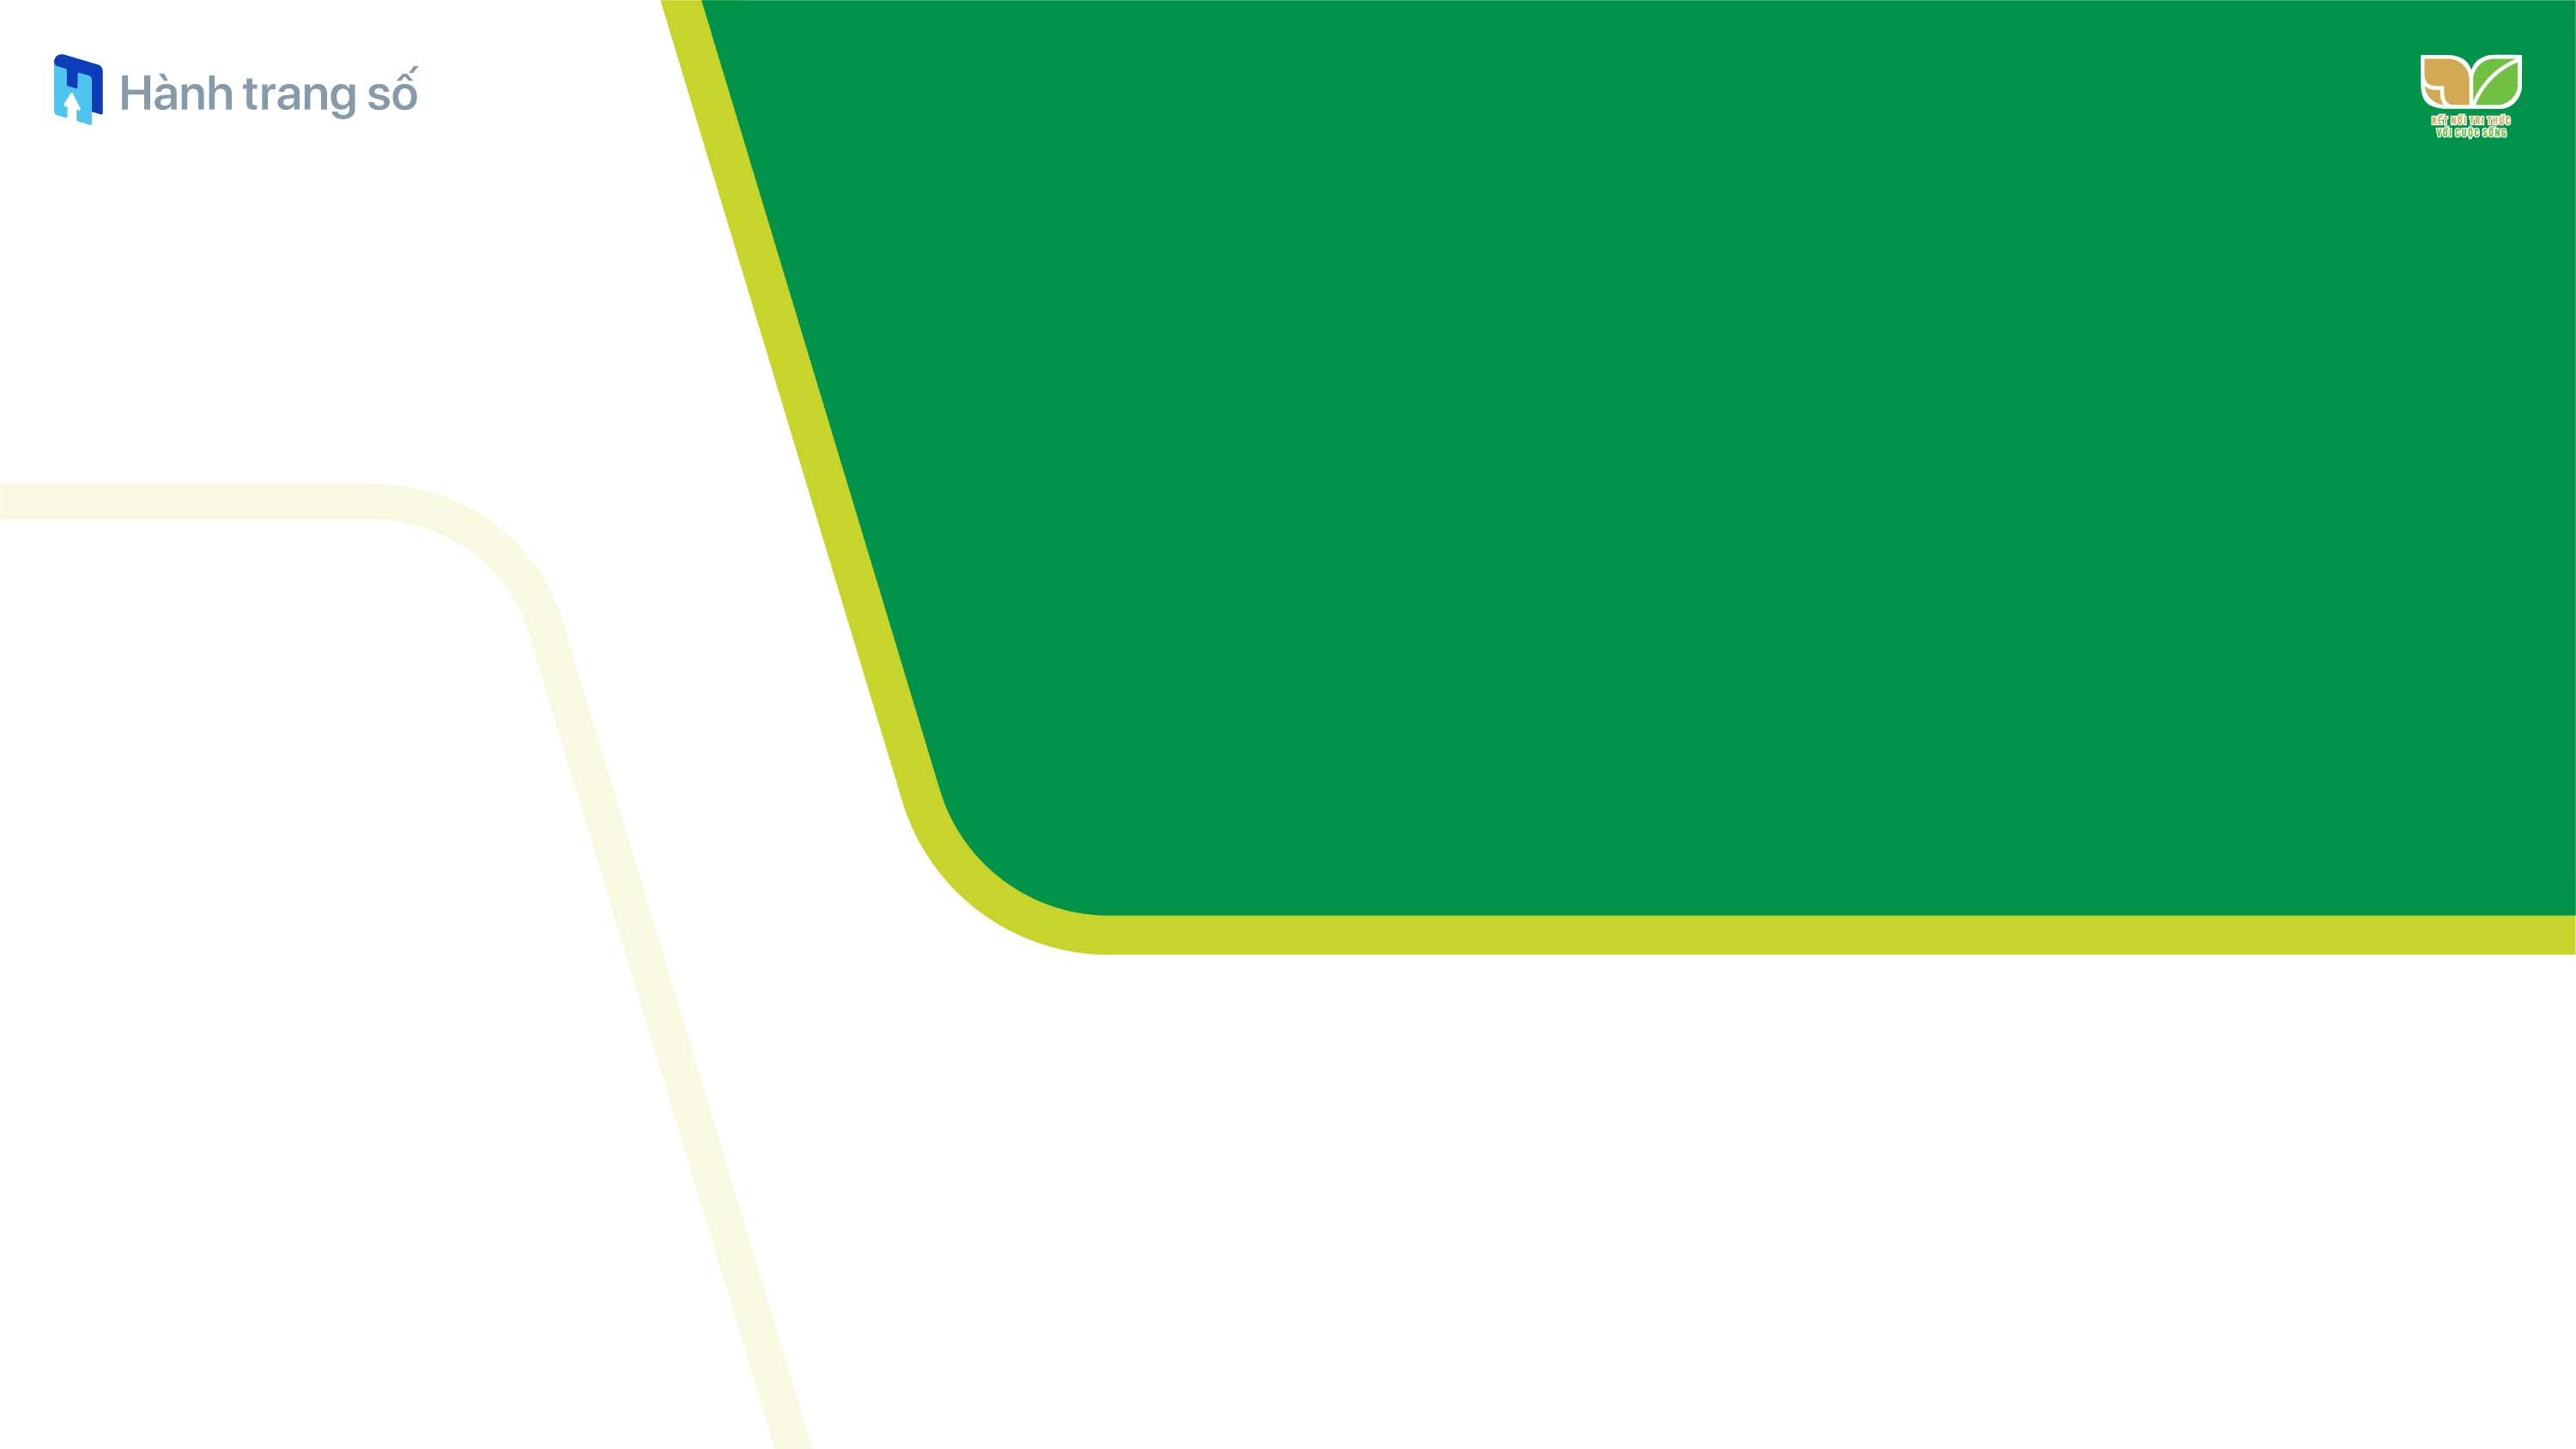 Hành trang số
KẾT NỐI TRI THỨC
VỚI CUỘC SỐNG